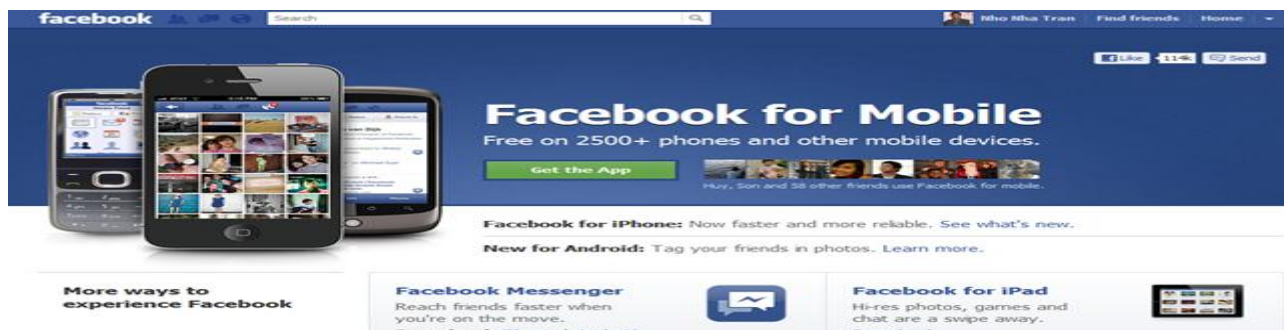 facebook
Search
Nho Nha Tran Find friends Home
Like 114k Send
Facebook for Mobile
Free on 2500+ phones and other mobile devices.
Get the App
Huy, Son and 58 other friends use Facebook for mobile.
Facebook for iPhone: Now faster and more reliable. See what's new.
New for Android: Tag your friends in photos. Learn more.
More ways to
experience Facebook
Facebook Messenger
Reach friends faster when
you're on the move.
Facebook for iPad
Hi-res photos, games and
chat are a swipe away.